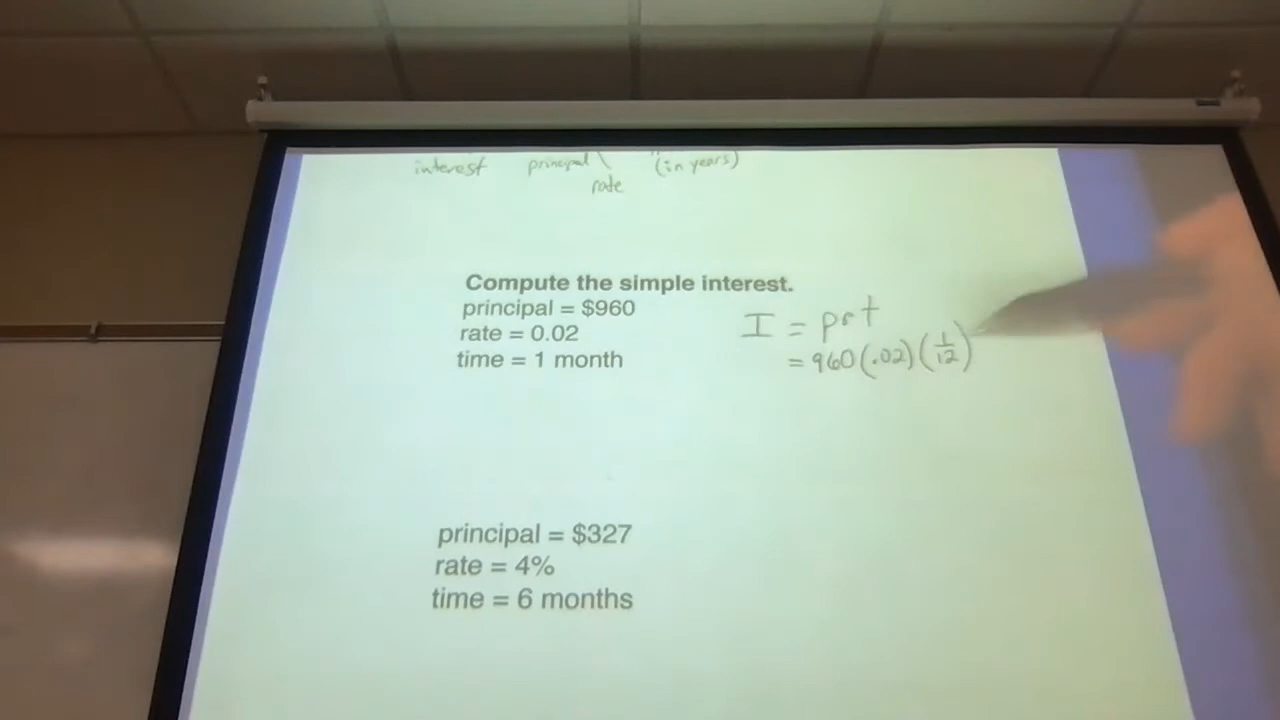 interest principal (in years)
rate
Compute the simple interest.
principal = $960
rate = 0.02
time = 1 month
I = prt
= 960(.02)(1/12)
principal = $327
rate = 4%
time = 6 months